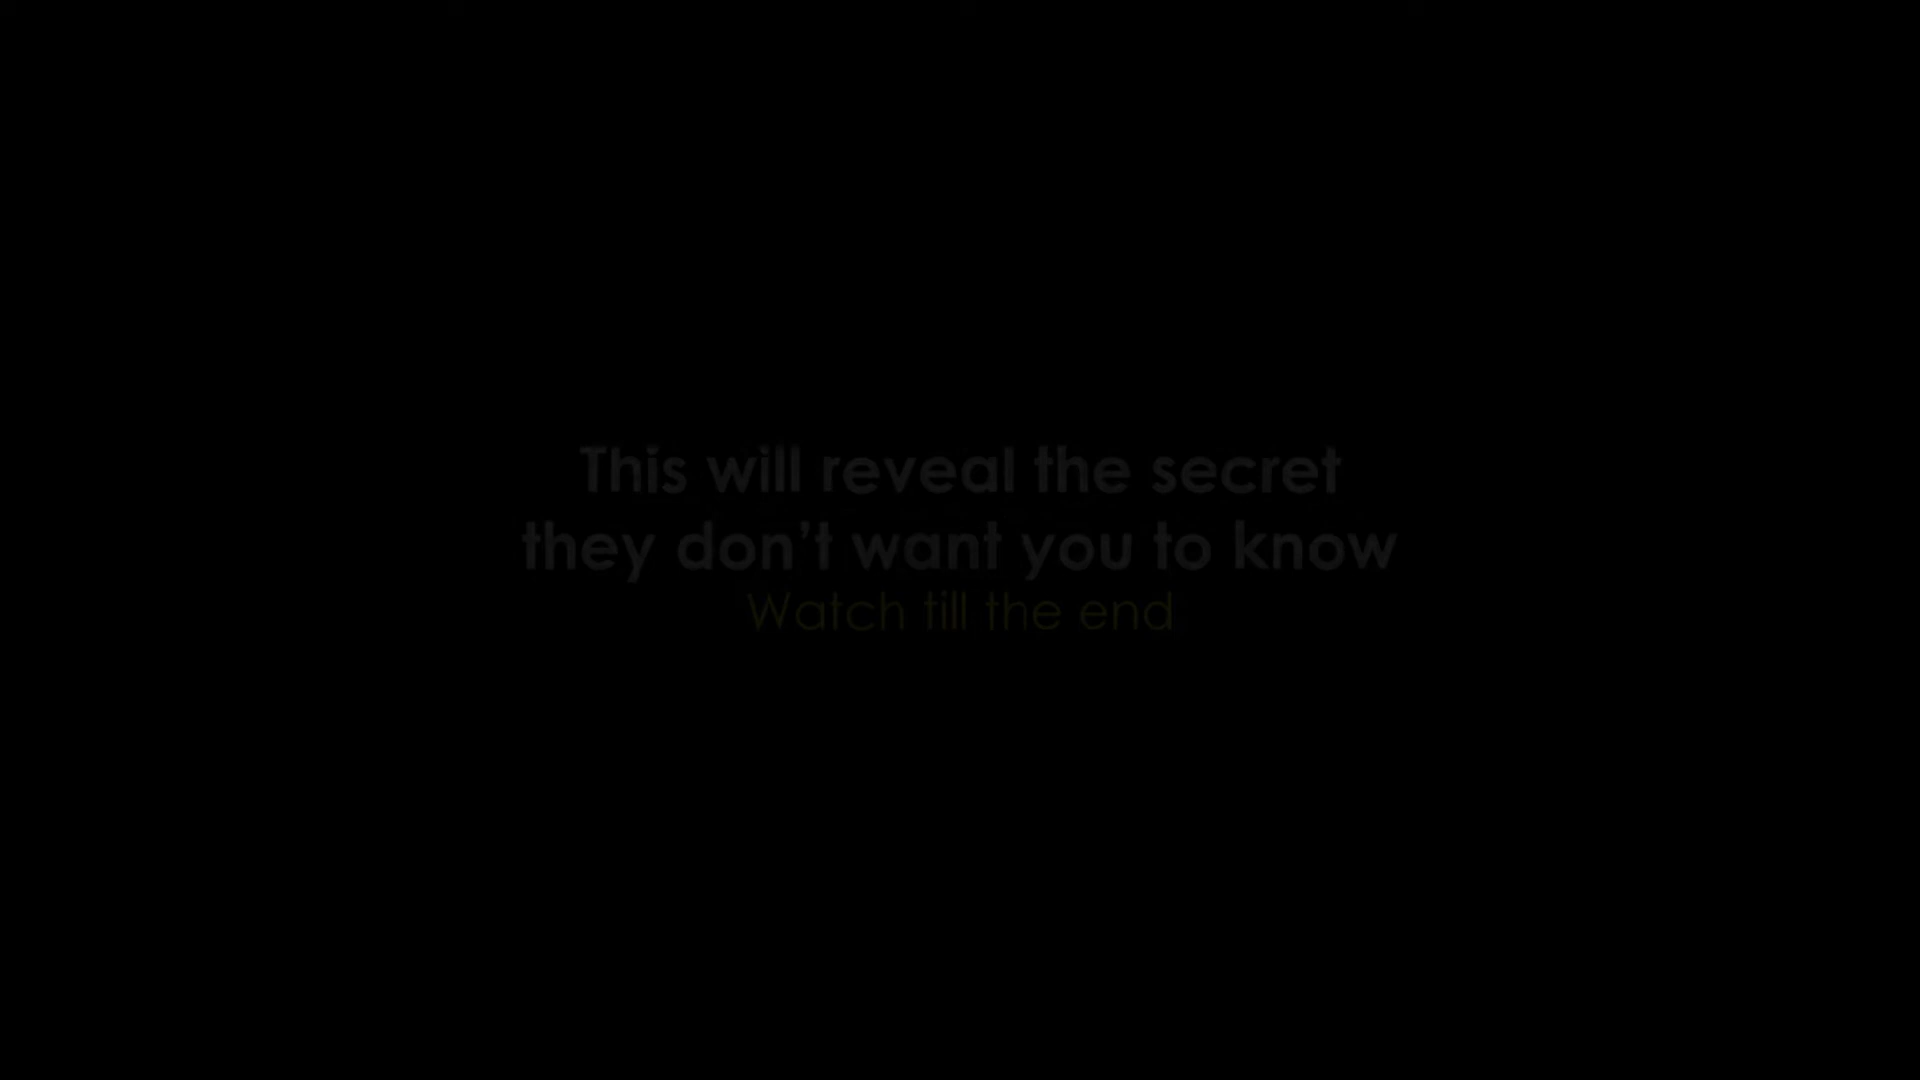 This will reveal the secret
they don’t want you to know
Watch till the end